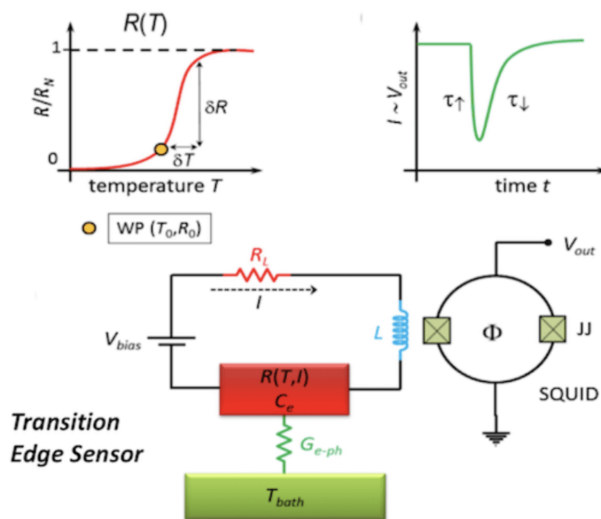 R(T)
1
R/R_N
δR
0
δT
temperature T
I ~ V_out
τ↑
τ↓
time t
WP (T_0,R_0)
V_out
R_L
I
L
Φ
JJ
V_bias
R(T,I)
C_e
SQUID
Transition
Edge Sensor
G_e-ph
T_bath